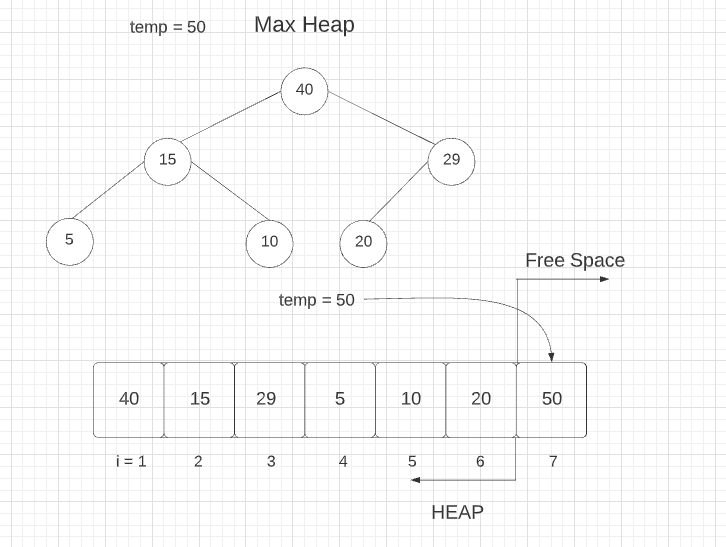 temp = 50
Max Heap
40
15
29
5
10
20
Free Space
temp = 50
40 15 29 5 10 20 50
i = 1 2 3 4 5 6 7
HEAP